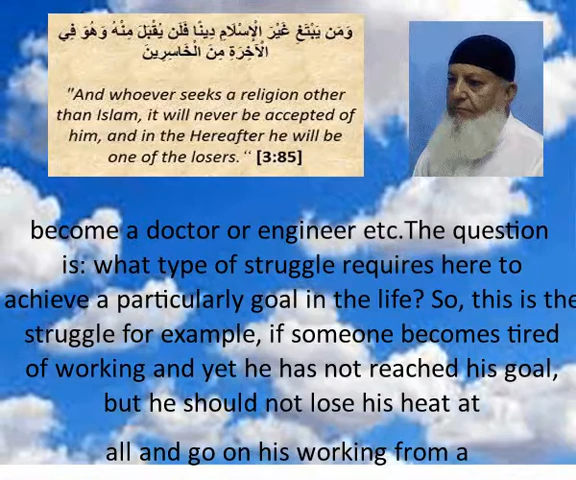 وَمَن يَبْتَغِ غَيْرَ الْإِسْلَامِ دِينًا فَلَن يُقْبَلَ مِنْهُ وَهُوَ فِي
الْآخِرَةِ مِنَ الْخَاسِرِينَ
"And whoever seeks a religion other
than Islam, it will never be accepted of
him, and in the Hereafter he will be
one of the losers. " [3:85]
become a doctor or engineer etc.The question
is: what type of struggle requires here to
achieve a particularly goal in the life? So, this is the
struggle for example, if someone becomes tired
of working and yet he has not reached his goal,
but he should not lose his heat at
all and go on his working from a